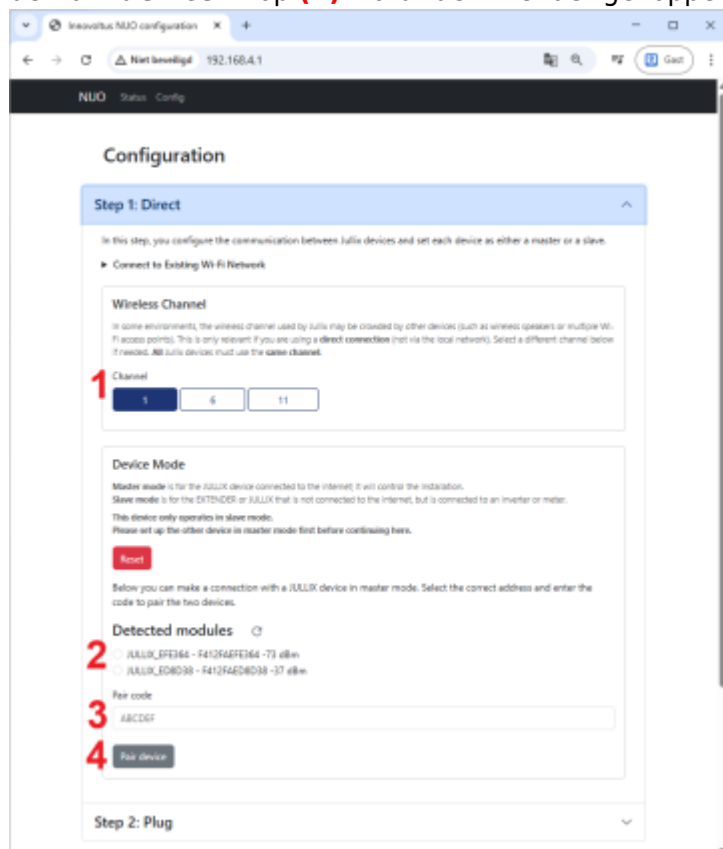 Innovoltus NUO configuration
Niet beveiligd 192.168.4.1
Gast
NUO Status Config
Configuration
Step 1: Direct
In this step, you configure the communication between Jullix devices and set each device as either a master or a slave.
Connect to Existing Wi-Fi Network
Wireless Channel
In some environments, the wireless channel used by Jullix may be crowded by other devices (such as wireless speakers or multiple Wi-
Fi access points). This is only relevant if you are using a direct connection (not via the local network). Select a different channel below
if needed. All Jullix devices must use the same channel.
1
Channel
1 6 11
Device Mode
Master mode is for the JULLIX device connected to the internet; it will control the installation.
Slave mode is for the EXTENDER or JULLIX that is not connected to the internet, but is connected to an inverter or meter.
This device only operates in slave mode.
Please set up the other device in master mode first before continuing here.
Reset
Below you can make a connection with a JULLIX device in master mode. Select the correct address and enter the
code to pair the two devices.
Detected modules
2
JULLIX_EFE364 - F412FAEFE364 -73 dBm
JULLIX_ED8D38 - F412FAED8D38 -37 dBm
Pair code
3
ABCDEF
4
Pair device
Step 2: Plug